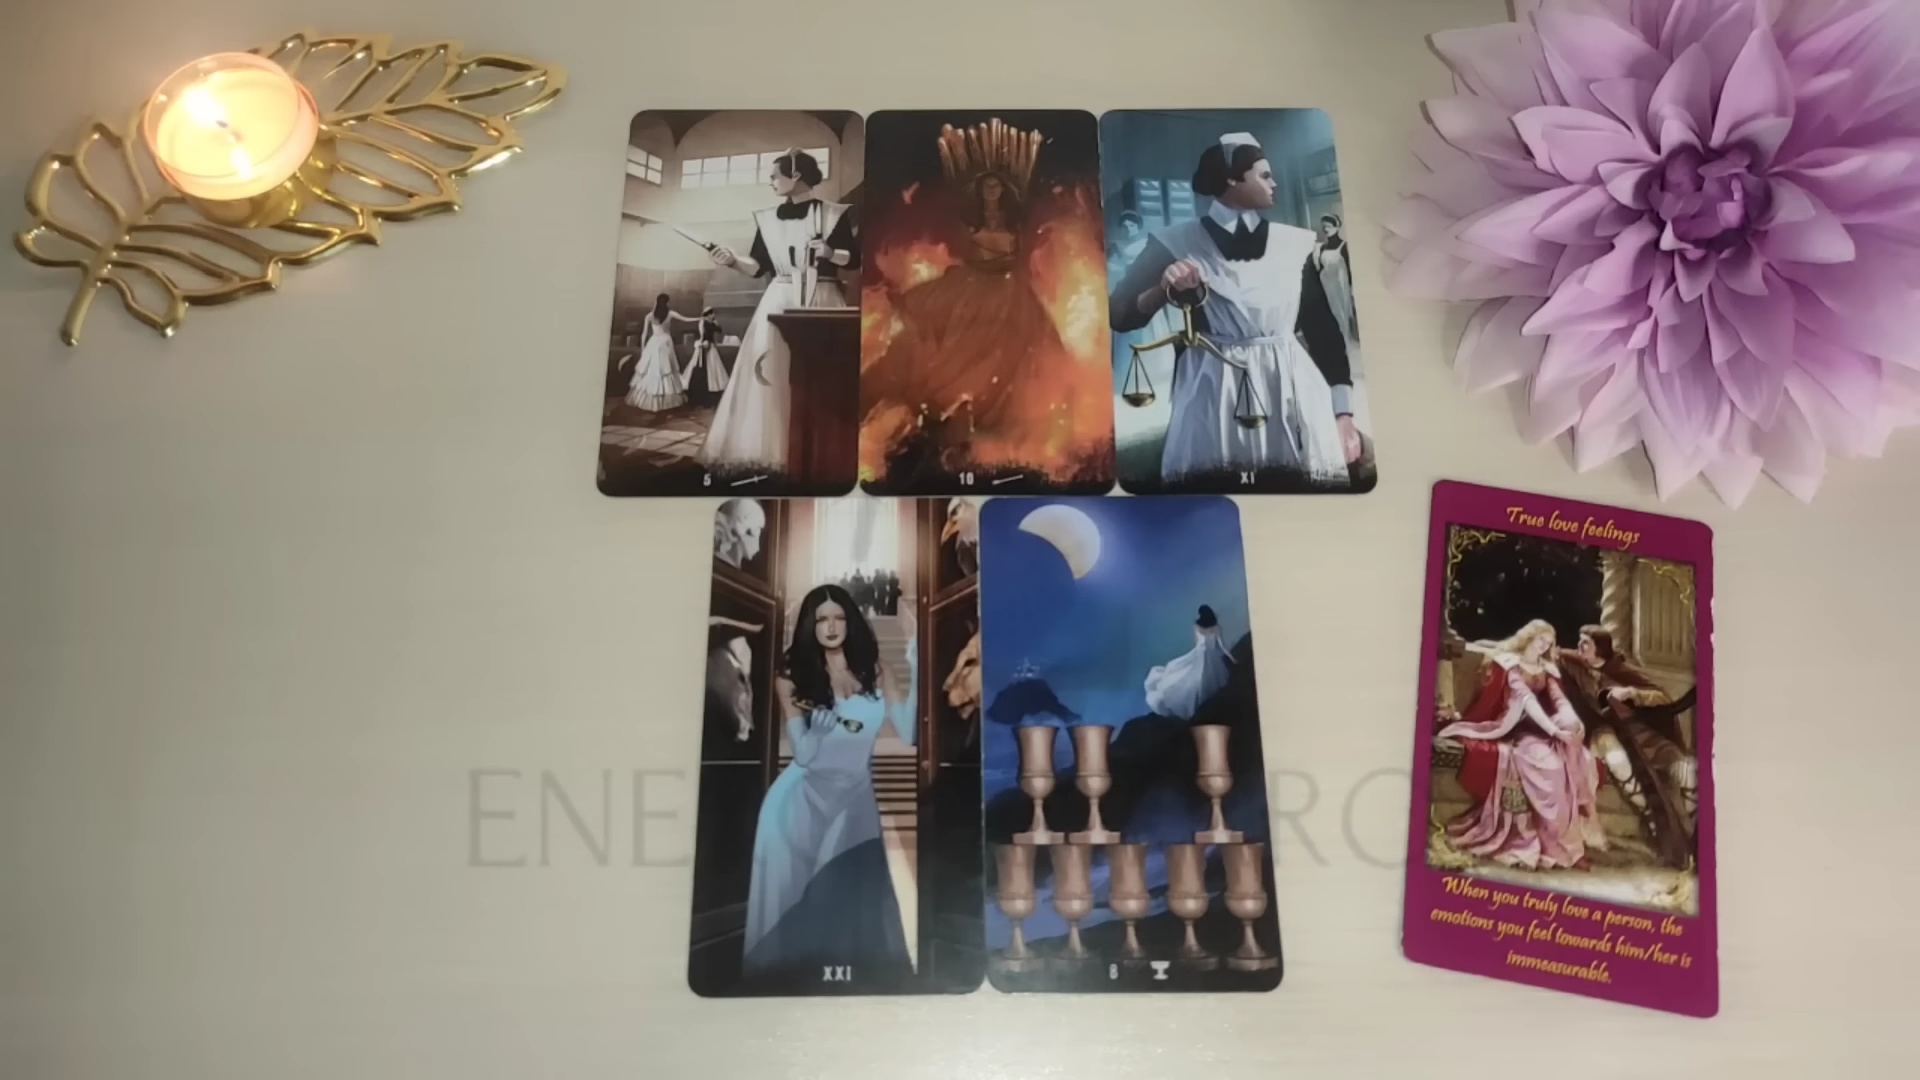 5
10
XI
True love feelings
When you truly love a person, the
emotions you feel towards him/her is
immeasurable.
XXI
8